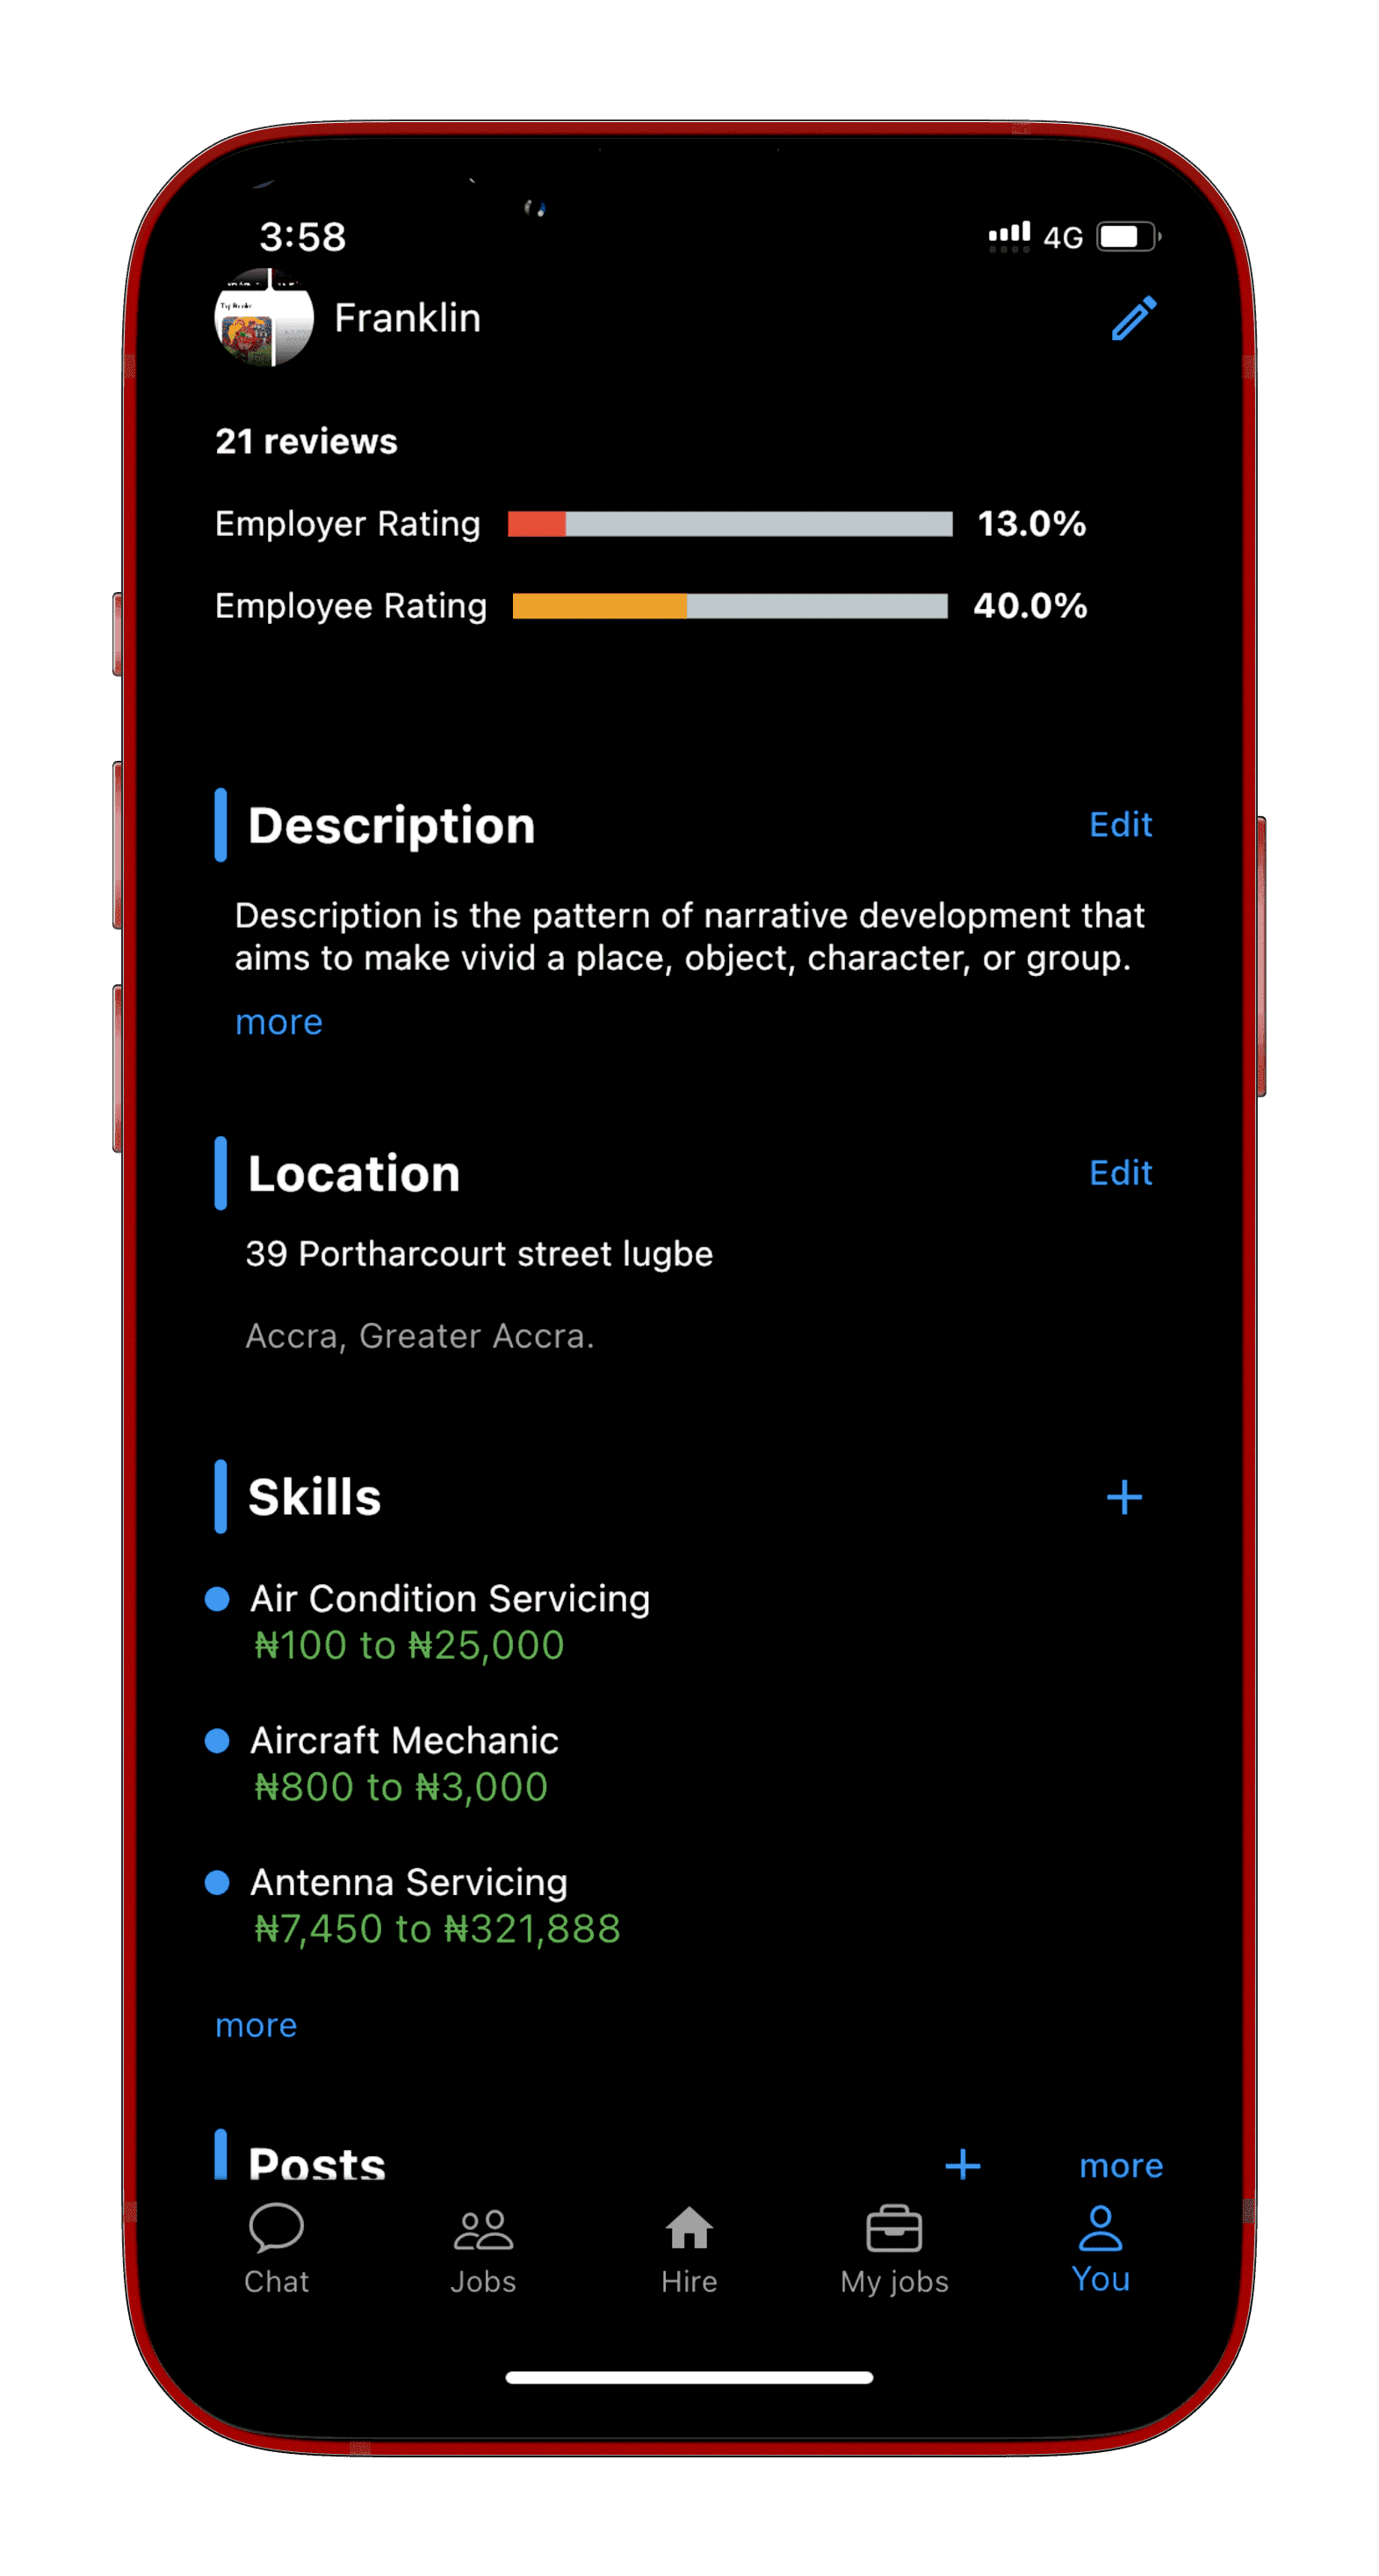 3:58
4G
Franklin
21 reviews
Employer Rating
13.0%
Employee Rating
40.0%
Description
Edit
Description is the pattern of narrative development that
aims to make vivid a place, object, character, or group.
more
Location
Edit
39 Portharcourt street lugbe
Accra, Greater Accra.
Skills
Air Condition Servicing
₦100 to ₦25,000
Aircraft Mechanic
₦800 to ₦3,000
Antenna Servicing
₦7,450 to ₦321,888
more
Posts
more
Chat
Jobs
Hire
My jobs
You